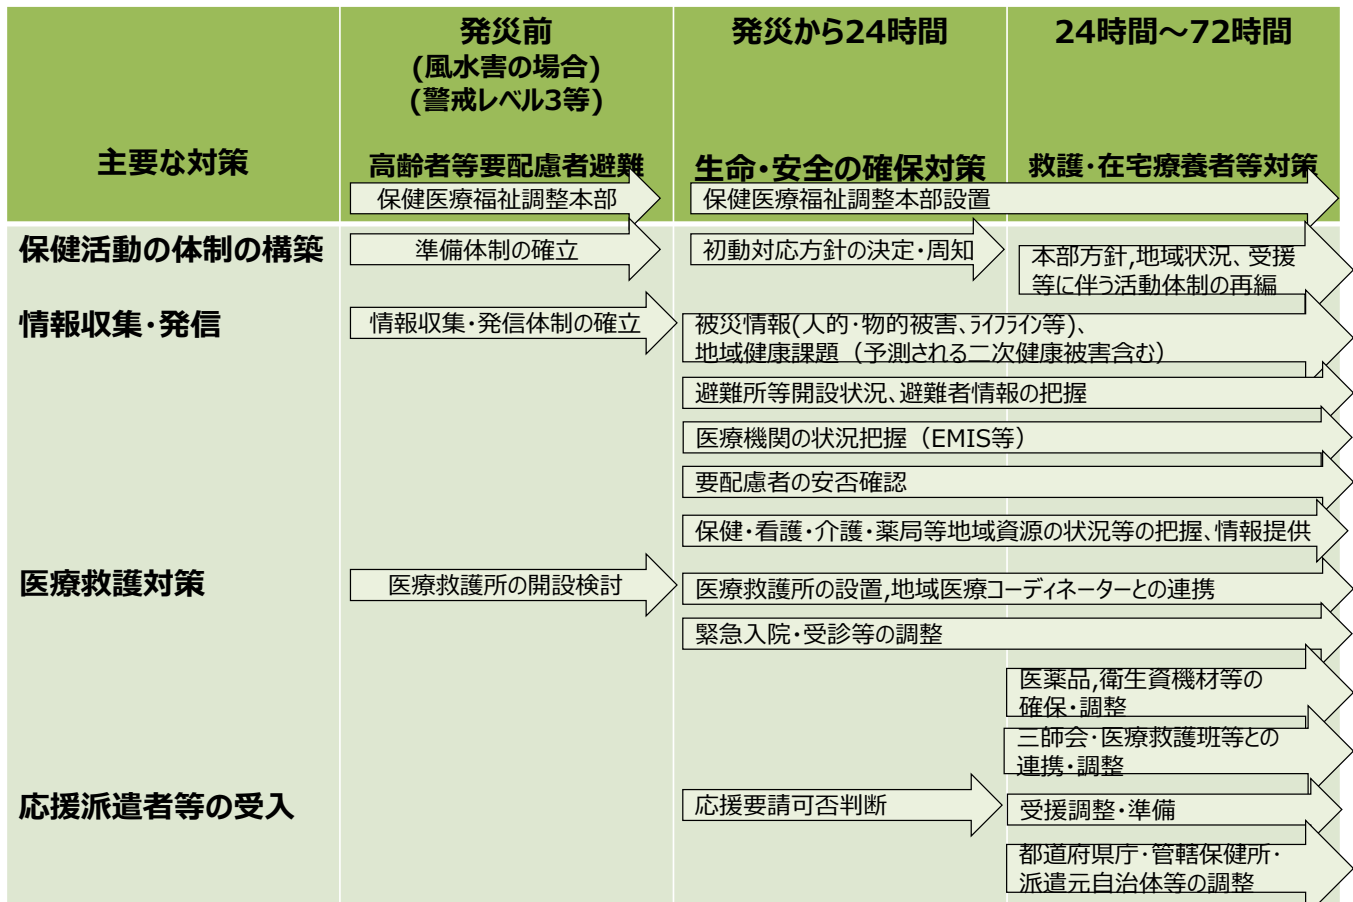 発災前
(風水害の場合)
(警戒レベル3等)
高齢者等要配慮者避難
発災から24時間
生命・安全の確保対策
24時間～72時間
救護・在宅療養者等対策
主要な対策
保健医療福祉調整本部
保健医療福祉調整本部設置
保健活動の体制の構築
準備体制の確立
初動対応方針の決定・周知
本部方針,地域状況、受援
等に伴う活動体制の再編
情報収集・発信
情報収集・発信体制の確立
被災情報(人的・物的被害、ﾗｲﾌﾗｲﾝ等)、
地域健康課題（予測される二次健康被害含む）
避難所等開設状況、避難者情報の把握
医療機関の状況把握（EMIS等）
要配慮者の安否確認
保健・看護・介護・薬局等地域資源の状況等の把握、情報提供
医療救護対策
医療救護所の開設検討
医療救護所の設置,地域医療コーディネーターとの連携
緊急入院・受診等の調整
医薬品,衛生資機材等の
確保・調整
三師会・医療救護班等との
連携・調整
応援派遣者等の受入
応援要請可否判断
受援調整・準備
都道府県庁・管轄保健所・
派遣元自治体等の調整